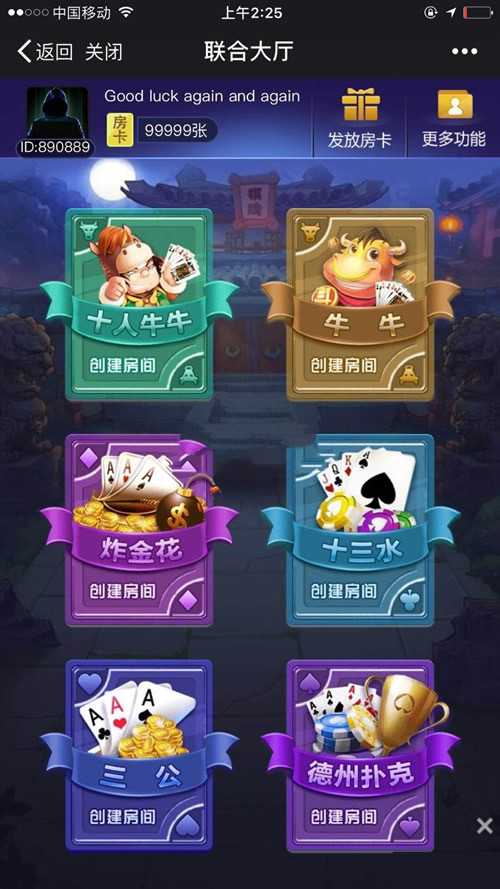 中国移动
上午2:25
返回 关闭
联合大厅
Good luck again and again
房卡
99999张
ID:890889
发放房卡
更多功能
十人牛牛
创建房间
牛 牛
创建房间
炸金花
创建房间
十三水
创建房间
三 公
创建房间
德州扑克
创建房间